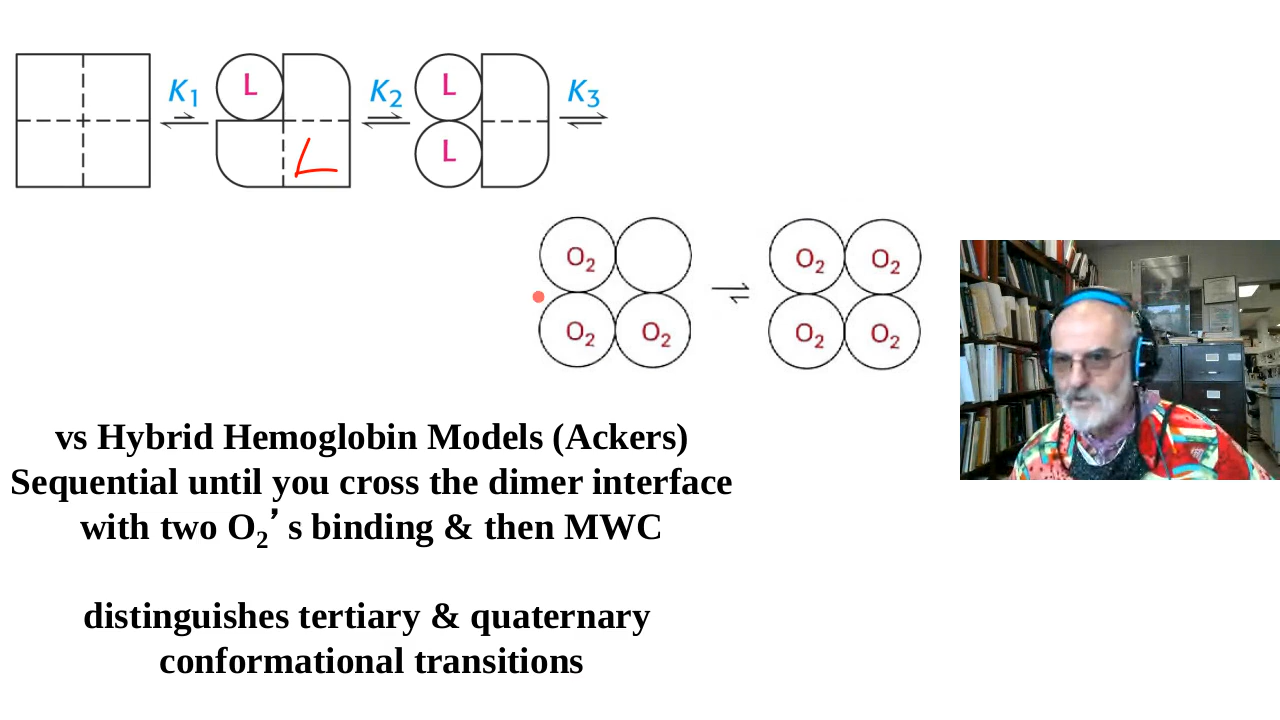 K1 K2 K3
L L
L L
O2 O2 O2
O2 O2 O2 O2
vs Hybrid Hemoglobin Models (Ackers)
Sequential until you cross the dimer interface
with two O2’ s binding & then MWC
distinguishes tertiary & quaternary
conformational transitions